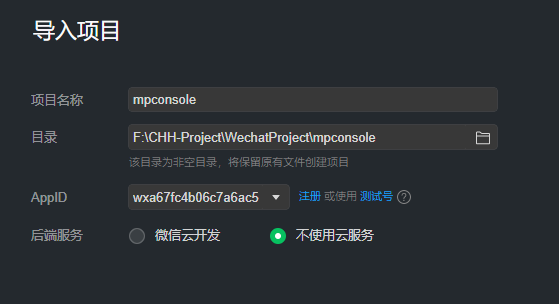 导入项目
项目名称 mpconsole
目录 F:\CHH-Project\WechatProject\mpconsole
该目录为非空目录，将保留原有文件创建项目
AppID wxa67fc4b06c7a6ac5 注册 或使用 测试号 ?
后端服务 微信云开发 不使用云服务